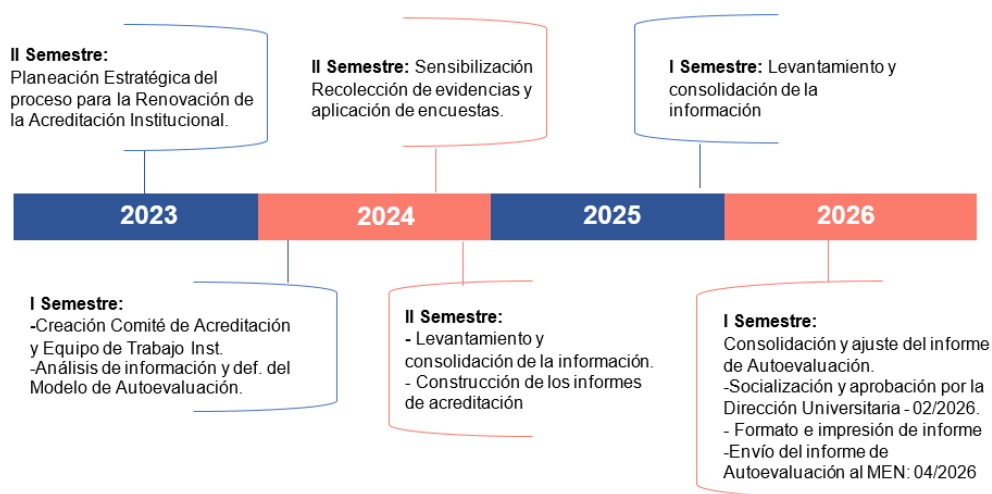 II Semestre:
Planeación Estratégica del
proceso para la Renovación de
la Acreditación Institucional.
II Semestre: Sensibilización
Recolección de evidencias y
aplicación de encuestas.
I Semestre: Levantamiento y
consolidación de la
información
2023
2024
2025
2026
I Semestre:
-Creación Comité de Acreditación
y Equipo de Trabajo Inst.
-Análisis de información y def. del
Modelo de Autoevaluación.
II Semestre:
- Levantamiento y
consolidación de la información.
- Construcción de los informes
de acreditación
I Semestre:
Consolidación y ajuste del informe
de Autoevaluación.
-Socialización y aprobación por la
Dirección Universitaria - 02/2026.
- Formato e impresión de informe
-Envío del informe de
Autoevaluación al MEN: 04/2026